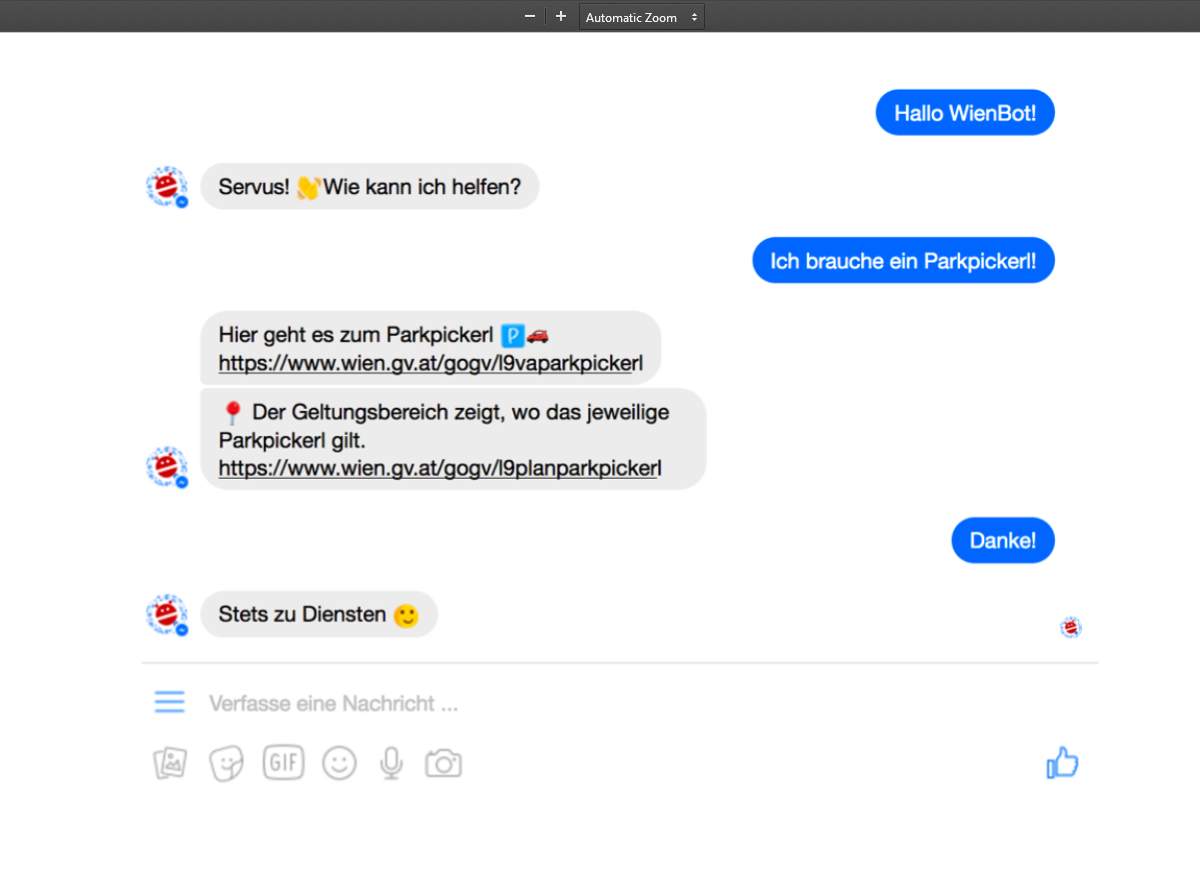 Automatic Zoom
Hallo WienBot!
Servus! 👋Wie kann ich helfen?
Ich brauche ein Parkpickerl!
Hier geht es zum Parkpickerl 🅿️🚗
https://www.wien.gv.at/gogv/l9vaparkpickerl
📍 Der Geltungsbereich zeigt, wo das jeweilige
Parkpickerl gilt.
https://www.wien.gv.at/gogv/l9planparkpickerl
Danke!
Stets zu Diensten 🙂
Verfasse eine Nachricht ...
GIF